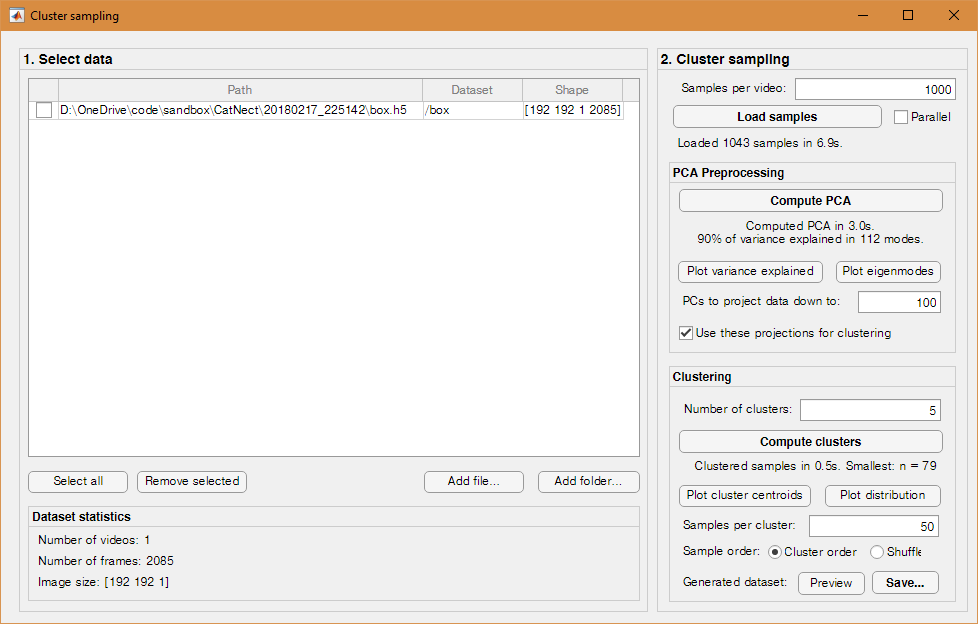 Cluster sampling
1. Select data
Path Dataset Shape
D:\OneDrive\code\sandbox\CatNect\20180217_225142\box.h5 /box [192 192 1 2085]
Select all Remove selected Add file... Add folder...
Dataset statistics
Number of videos: 1
Number of frames: 2085
Image size: [192 192 1]
2. Cluster sampling
Samples per video: 1000
Load samples Parallel
Loaded 1043 samples in 6.9s.
PCA Preprocessing
Compute PCA
Computed PCA in 3.0s.
90% of variance explained in 112 modes.
Plot variance explained Plot eigenmodes
PCs to project data down to: 100
Use these projections for clustering
Clustering
Number of clusters: 5
Compute clusters
Clustered samples in 0.5s. Smallest: n = 79
Plot cluster centroids Plot distribution
Samples per cluster: 50
Sample order: Cluster order Shuffle
Generated dataset: Preview Save...